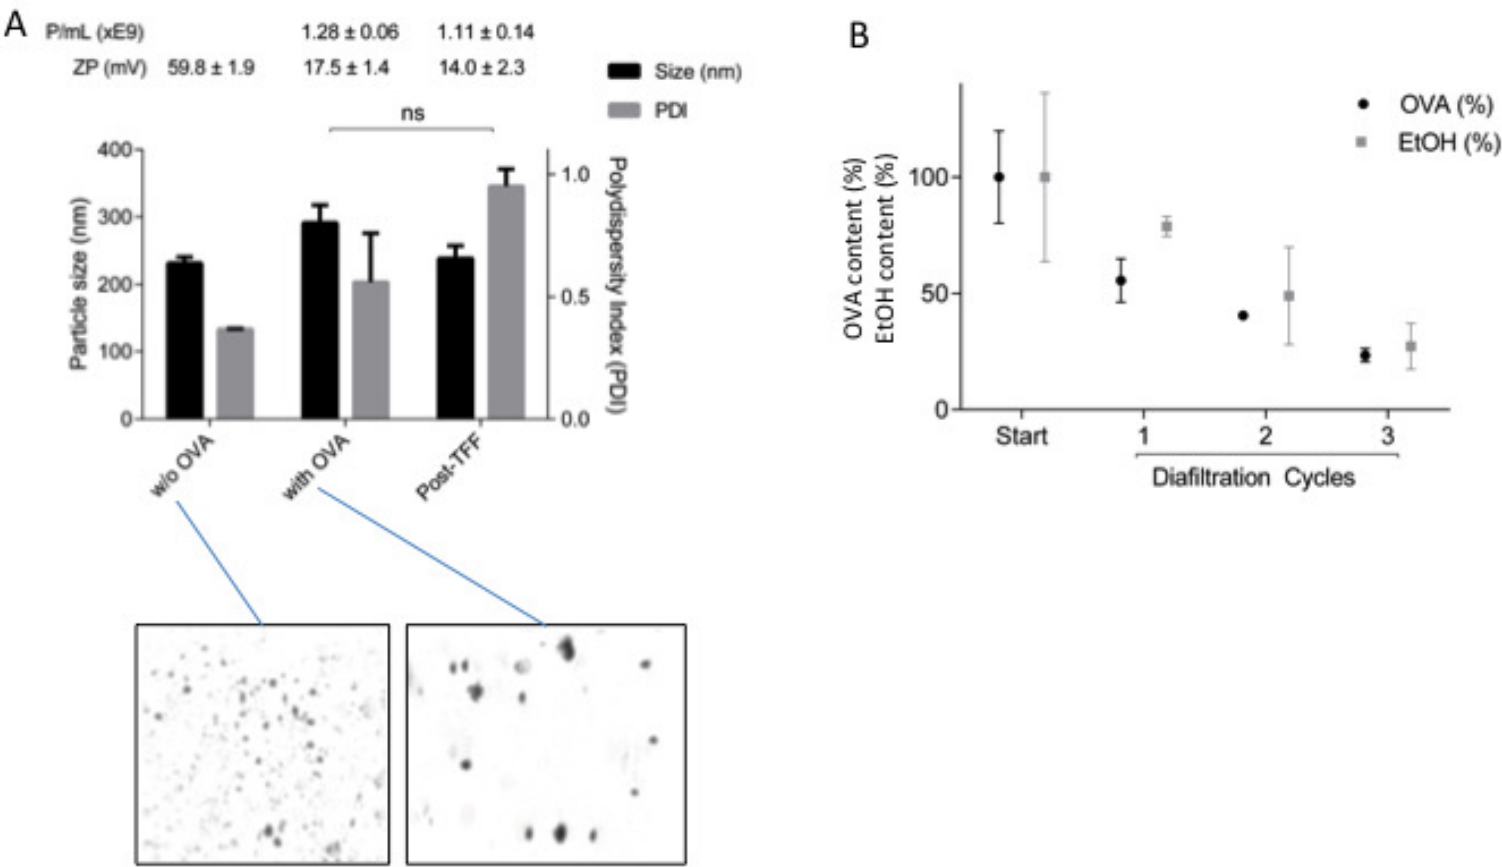 A
P/mL (xE9) 1.28 ± 0.06 1.11 ± 0.14
ZP (mV) 59.8 ± 1.9 17.5 ± 1.4 14.0 ± 2.3
Size (nm)
PDI
ns
Particle size (nm)
400
300
200
100
0
1.0
0.5
0.0
Polydispersity Index (PDI)
w/o OVA
with OVA
Post-TFF
B
OVA (%)
EtOH (%)
OVA content (%)
EtOH content (%)
100
50
0
Start 1 2 3
Diafiltration Cycles